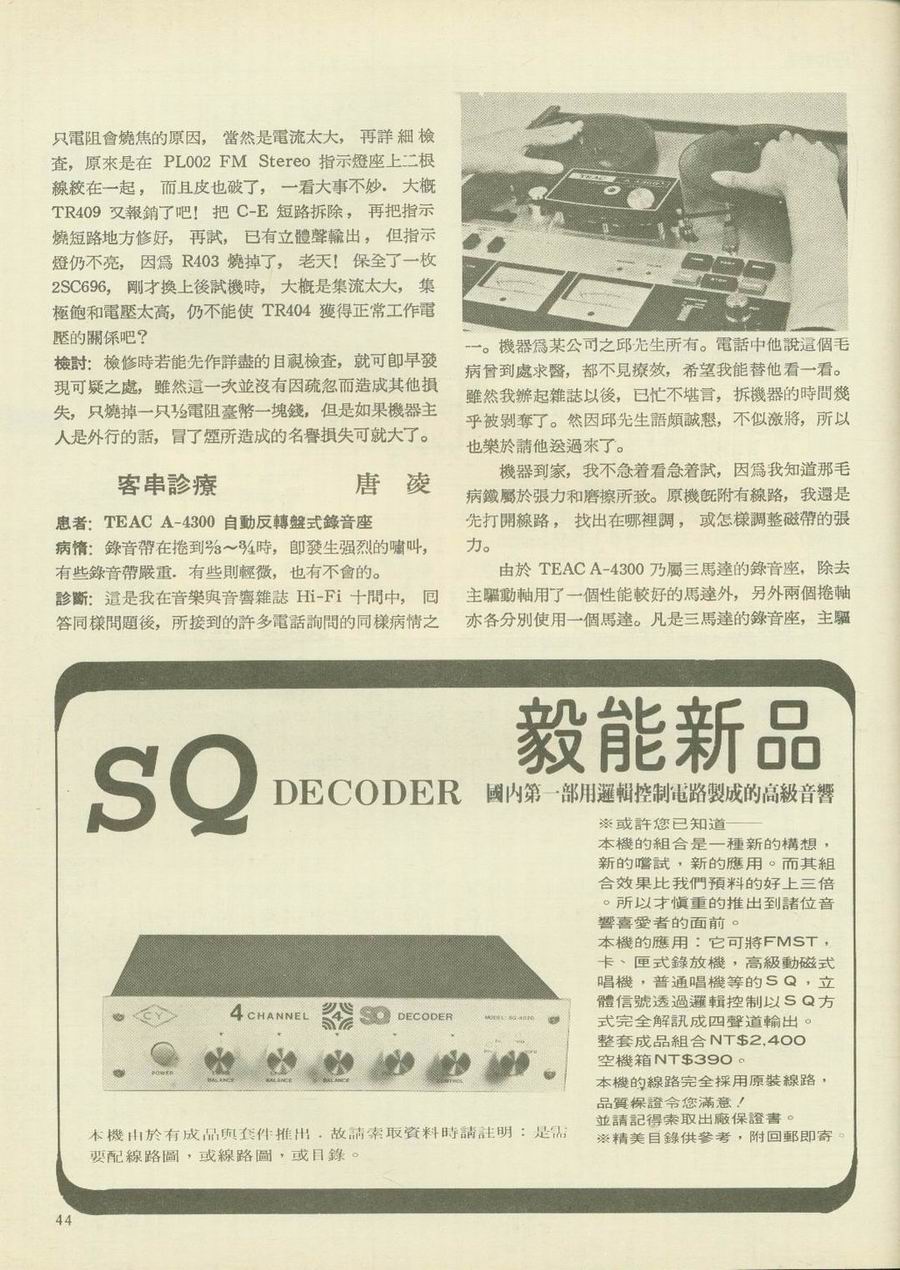 只電阻會燒焦的原因，當然是電流太大，再詳細檢
查，原來是在 PL002 FM Stereo 指示燈座上二根
線絞在一起，而且皮也破了，一看大事不妙．大概
TR409 又報銷了吧！把 C-E 短路拆除，再把指示
燒短路地方修好，再試，已有立體聲輸出，但指示
燈仍不亮，因爲 R403 燒掉了，老天！保全了一枚
2SC696，剛才換上後試機時，大槪是集流太大，集
極飽和電壓太高，仍不能使 TR404 獲得正常工作電
壓的關係吧？
檢討：檢修時若能先作詳盡的目視檢查，就可卽早發
現可疑之處，雖然這一次並沒有因疏忽而造成其他損
失，只燒掉一只½電阻臺幣一塊錢，但是如果機器主
人是外行的話，冒了煙所造成的名譽損失可就大了。
客串診療　唐　凌
患者：TEAC A-4300 自動反轉盤式錄音座
病情：錄音帶在捲到⅔～¾時，卽發生强烈的嘯叫，
有些錄音帶嚴重．有些則輕微，也有不會的。
診斷：這是我在音樂與音響雜誌 Hi-Fi 十問中，回
答同樣問題後，所接到的許多電話詢問的同樣病情之
TEAC
一。機器爲某公司之邱先生所有。電話中他說這個毛
病曾到處求醫，都不見療效，希望我能替他看一看。
雖然我辦起雜誌以後，已忙不堪言，拆機器的時間幾
乎被剝奪了。然因邱先生語頗誠懇，不似激將，所以
也樂於請他送過來了。
機器到家，我不急着看急着試，因爲我知道那毛
病鐵屬於張力和磨擦所致。原機旣附有線路，我還是
先打開線路，找出在哪裡調，或怎樣調整磁帶的張
力。
由於 TEAC A-4300 乃屬三馬達的錄音座，除去
主驅動軸用了一個性能較好的馬達外，另外兩個捲軸
亦各分別使用一個馬達。凡是三馬達的錄音座，主驅
SQ DECODER
毅能新品
國內第一部用邏輯控制電路製成的高級音響
※或許您已知道──
本機的組合是一種新的構想，
新的嚐試，新的應用。而其組
合效果比我們預料的好上三倍
。所以才愼重的推出到諸位音
響喜愛者的面前。
本機的應用：它可將FMST，
卡、匣式錄放機，高級動磁式
唱機，普通唱機等的ＳＱ，立
體信號透過邏輯控制以ＳＱ方
式完全解訊成四聲道輸出。
整套成品組合NT$2,400
空機箱NT$390。
本機的線路完全採用原裝線路，
品質保證令您滿意！
並請記得索取出廠保證書。
※精美目錄供參考，附回郵即寄。
CY
4 CHANNEL 4 SQ DECODER
MODEL: SQ-4020
POWER
BALANCE
BALANCE
BALANCE
CONTROL
本機由於有成品與套件推出．故請索取資料時請註明：是需
要配線路圖，或線路圖，或目錄。
44